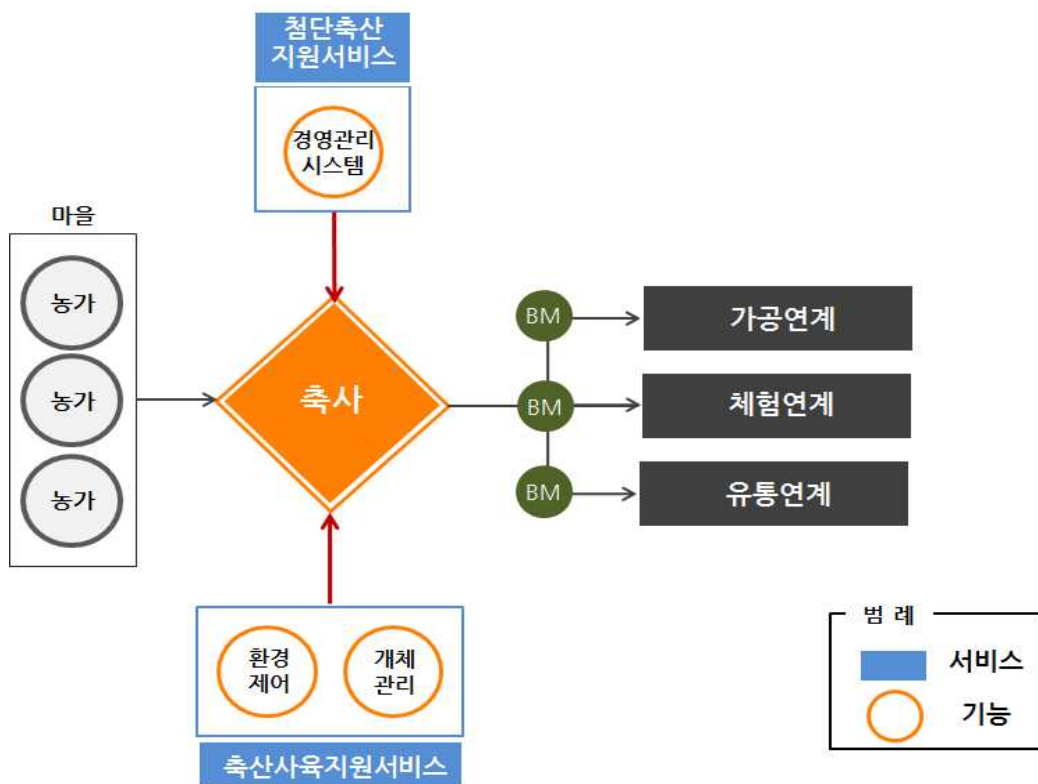 첨단축산
지원서비스
경영관리
시스템
마을
농가
농가
농가
축사
BM
BM
BM
가공연계
체험연계
유통연계
환경
제어
개체
관리
축산사육지원서비스
범 례
서비스
기능